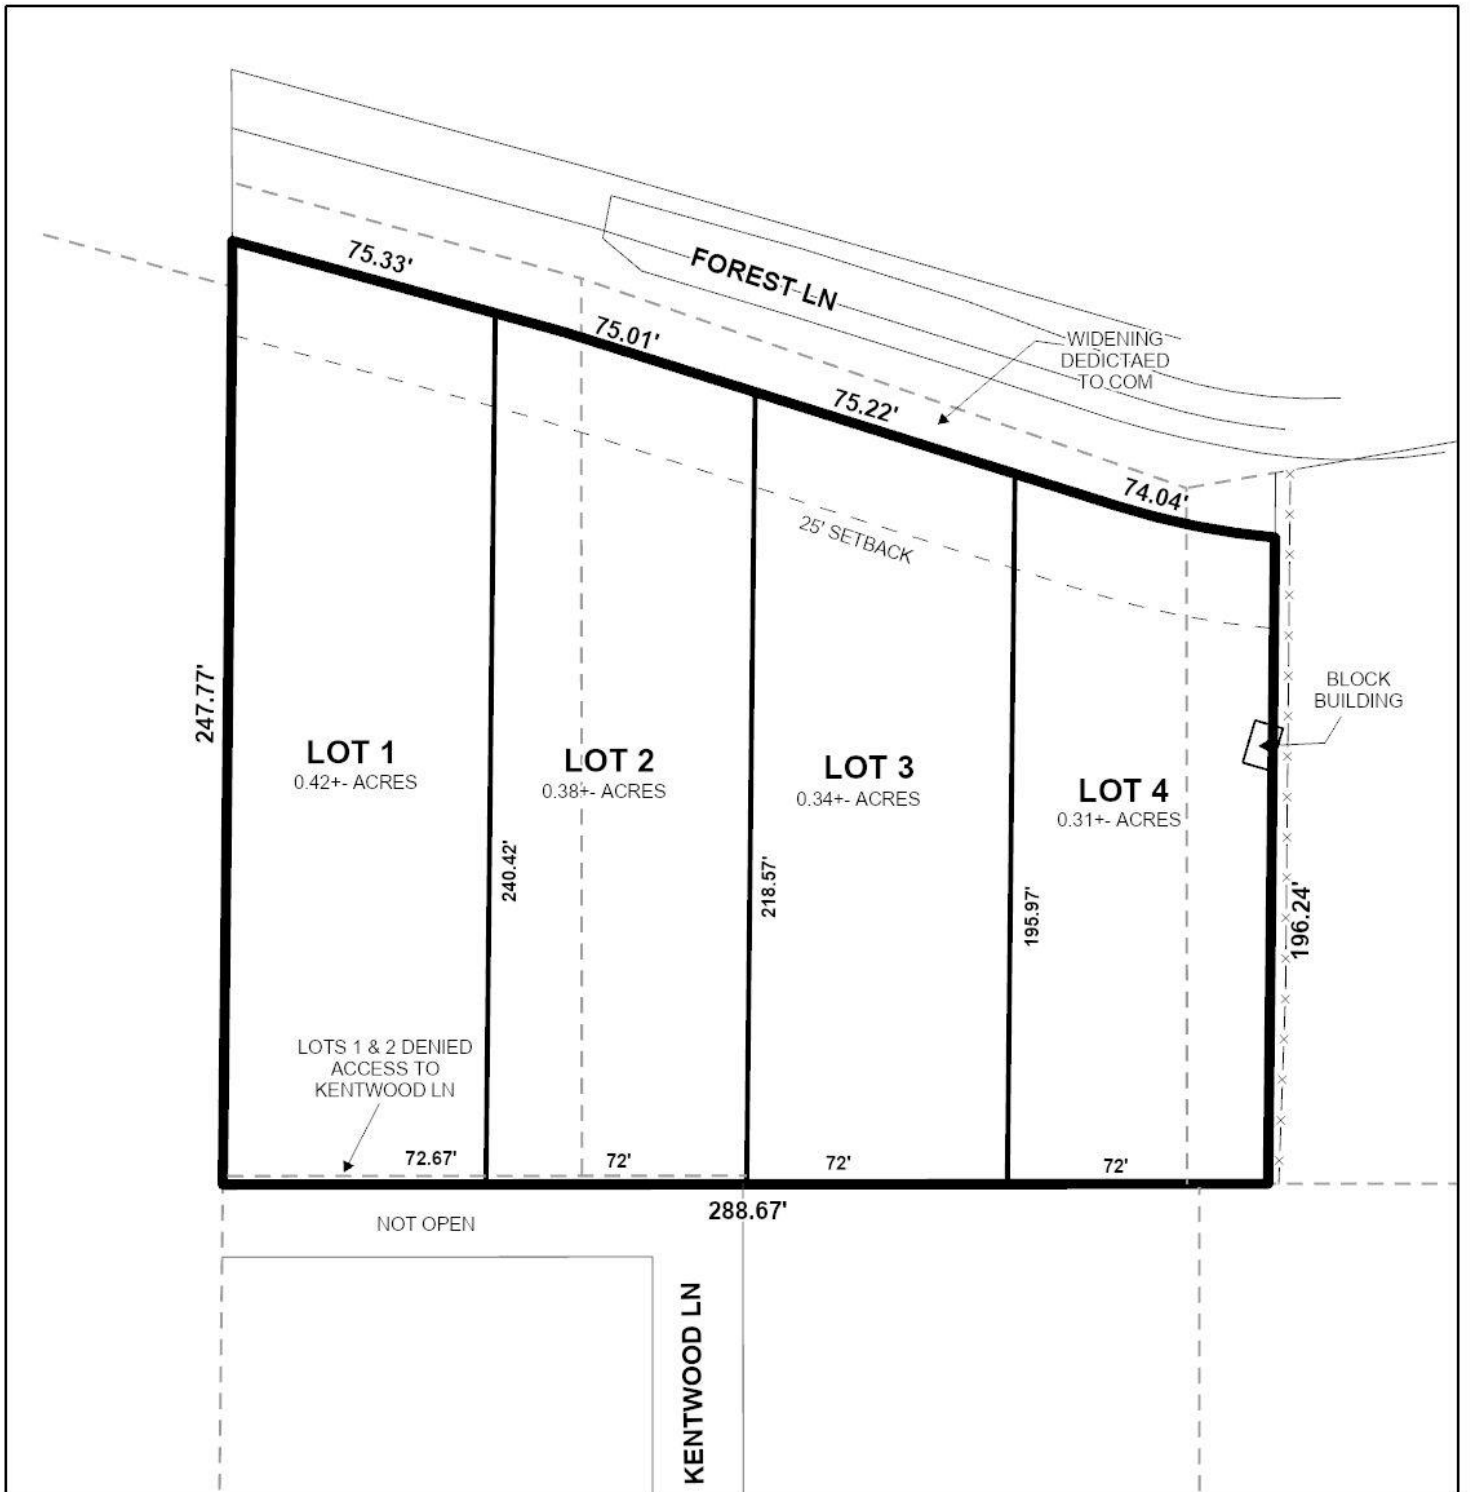 75.33'
FOREST LN
75.01'
WIDENING
DEDICTAED
TO COM
75.22'
74.04'
25' SETBACK
247.77'
BLOCK
BUILDING
LOT 1
0.42+- ACRES
LOT 2
0.38+- ACRES
LOT 3
0.34+- ACRES
LOT 4
0.31+- ACRES
240.42'
218.57'
195.97'
196.24'
LOTS 1 & 2 DENIED
ACCESS TO
KENTWOOD LN
72.67'
72'
72'
72'
288.67'
NOT OPEN
KENTWOOD LN